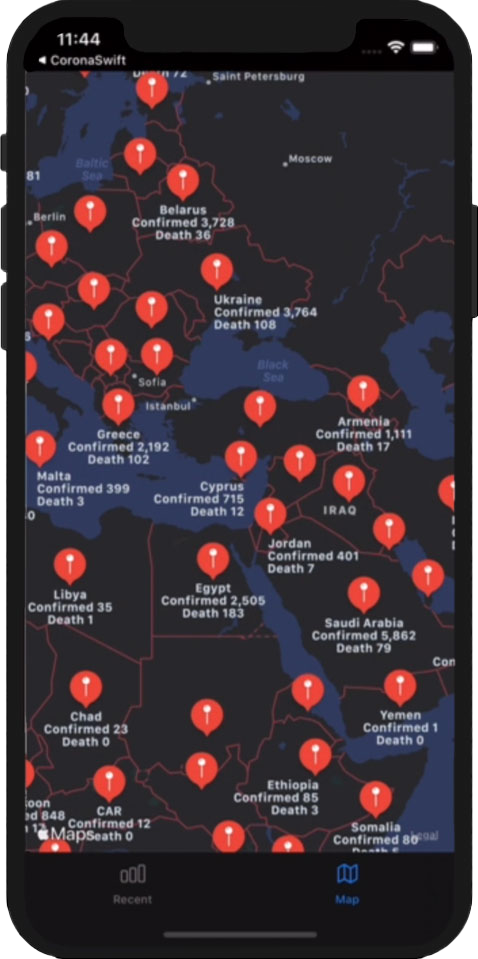 11:44
◀ CoronaSwift
Death 72
Saint Petersburg
Moscow
Baltic
Sea
81
Berlin
Belarus
Confirmed 3,728
Death 36
Ukraine
Confirmed 3,764
Death 108
Black
Sea
Sofia
Istanbul
Greece
Confirmed 2,192
Death 102
Armenia
Confirmed 1,111
Death 17
Malta
Confirmed 399
Death 3
Cyprus
Confirmed 715
Death 12
IRAQ
Jordan
Confirmed 401
Death 7
Libya
Confirmed 35
Death 1
Egypt
Confirmed 2,505
Death 183
Saudi Arabia
Confirmed 5,862
Death 79
Con
Chad
Confirmed 23
Death 0
Yemen
Confirmed 1
Death 0
Ethiopia
Confirmed 85
Death 3
oon
ed 848
CAR
Confirmed 12
Death 0
Somalia
Confirmed 80
Death 5
Maps
Legal
Recent
Map